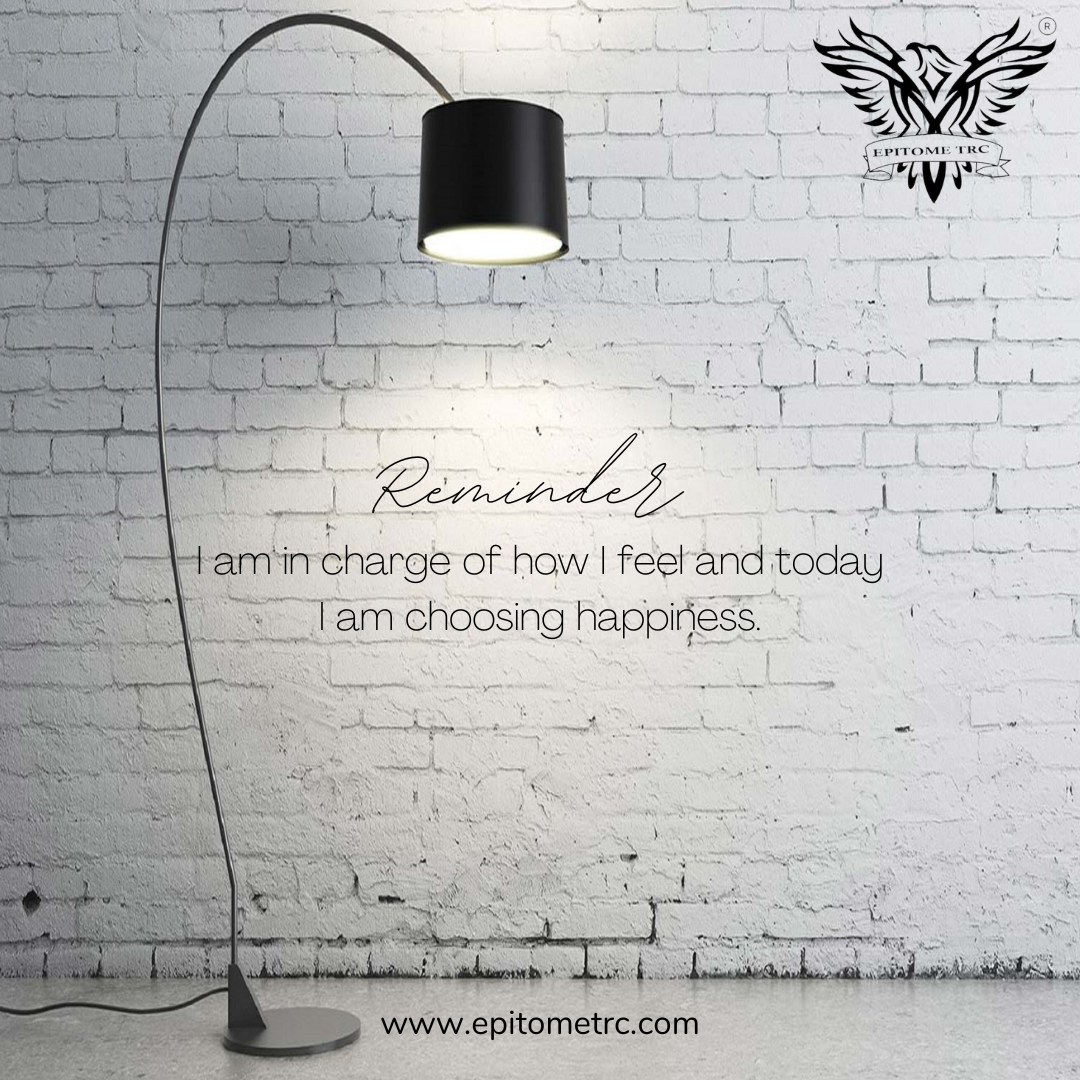 ®
EPITOME TRC
Reminder
I am in charge of how I feel and today
I am choosing happiness.
www.epitometrc.com